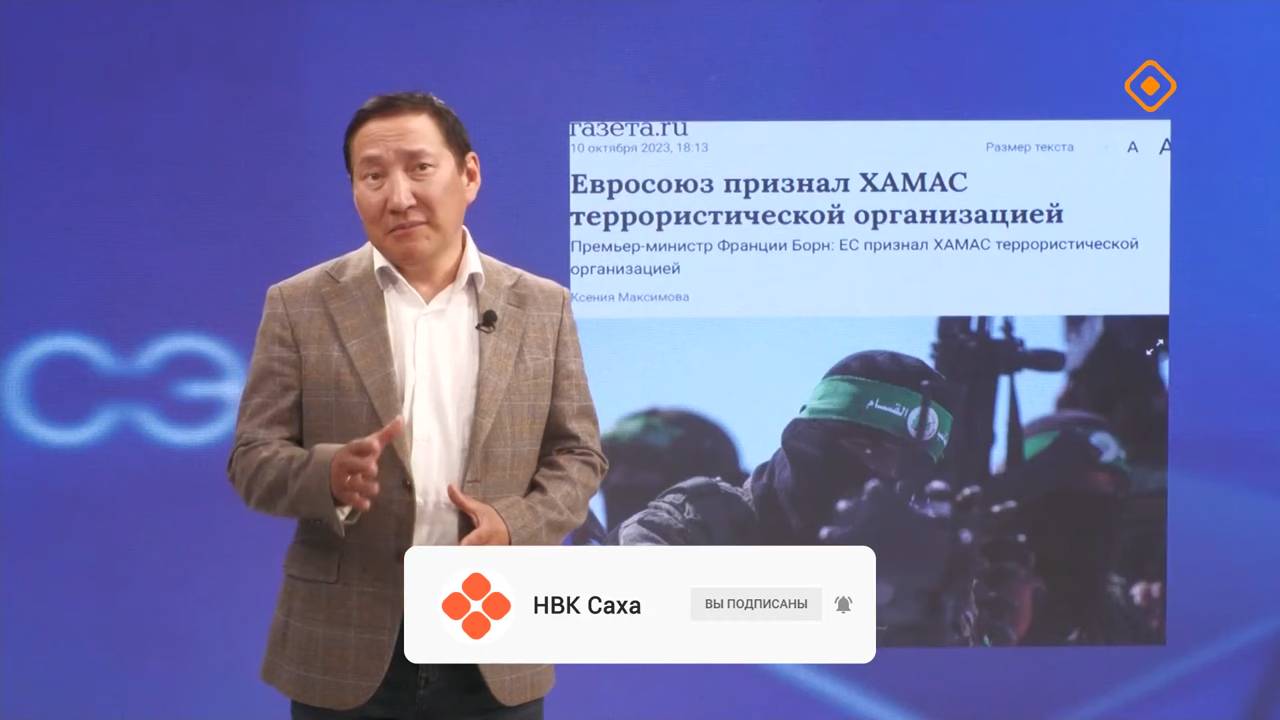 газета.ru
10 октября 2023, 18:13
Размер текста
А А
Евросоюз признал ХАМАС
террористической организацией
Премьер-министр Франции Борн: ЕС признал ХАМАС террористической
организацией
Ксения Максимова
القسام
НВК Саха
ВЫ ПОДПИСАНЫ